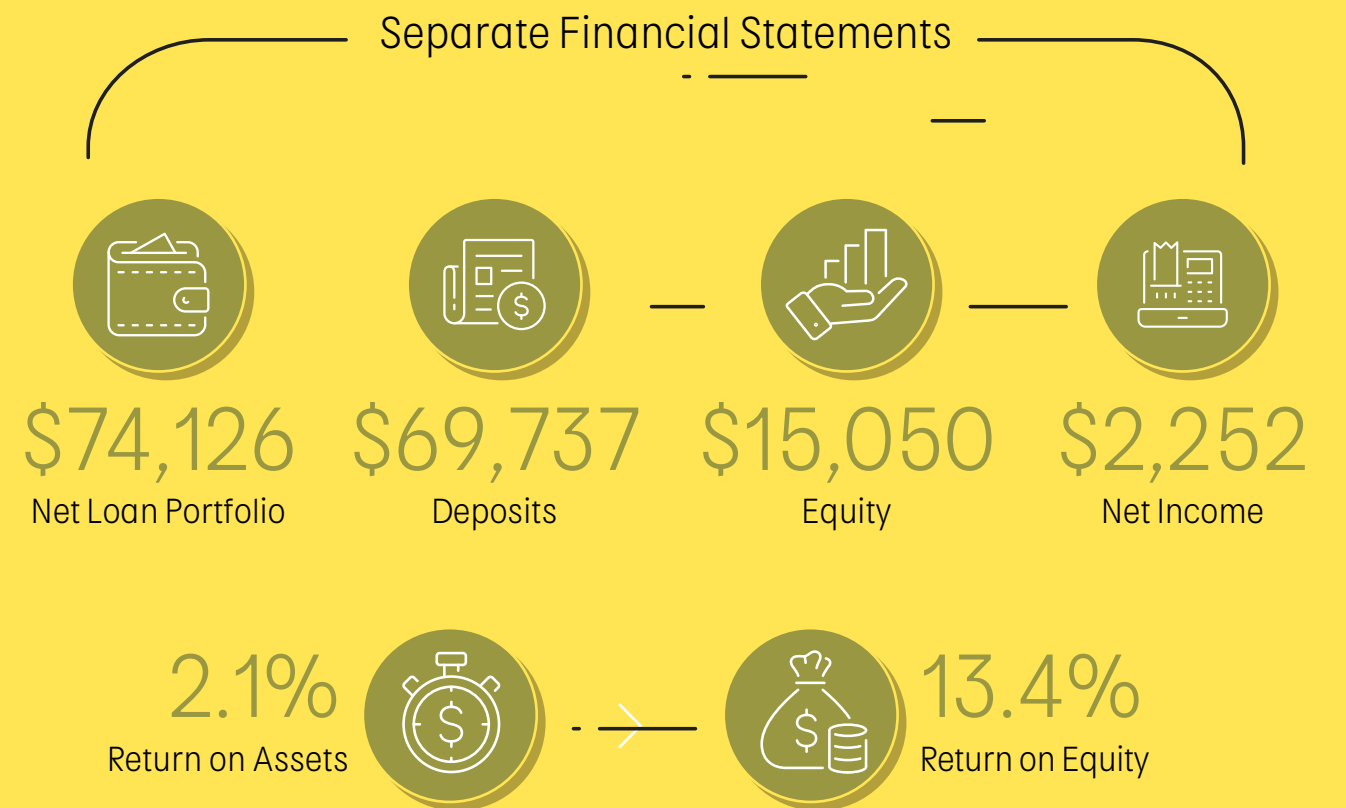 Separate Financial Statements
$74,126
Net Loan Portfolio
$69,737
Deposits
$15,050
Equity
$2,252
Net Income
2.1%
Return on Assets
$
13.4%
Return on Equity